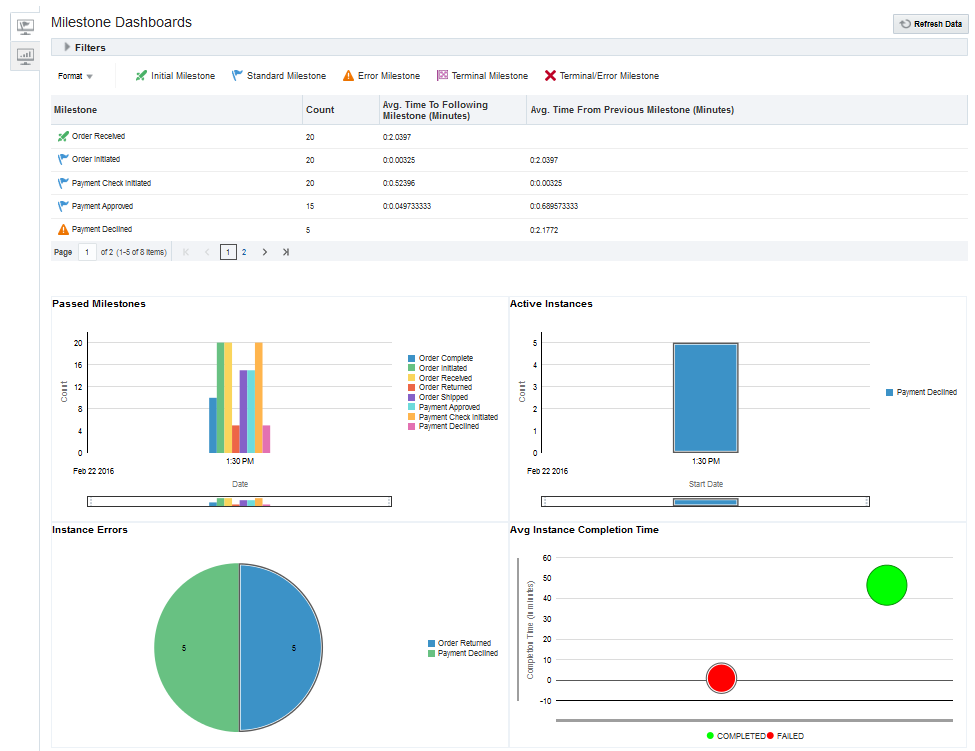 Milestone Dashboards
Refresh Data
Filters
Format Initial Milestone Standard Milestone Error Milestone Terminal Milestone Terminal/Error Milestone
Milestone Count Avg. Time To Following Milestone (Minutes) Avg. Time From Previous Milestone (Minutes)
Order Received 20 0:2.0397
Order Initiated 20 0:0.00325 0:2.0397
Payment Check Initiated 20 0:0.52396 0:0.00325
Payment Approved 15 0:0.049733333 0:0.689573333
Payment Declined 5 0:2.1772
Page 1 of 2 (1-5 of 8 items) 1 2
Passed Milestones
20
16
12
8
4
0
Count
1:30 PM
Feb 22 2016
Date
Order Complete
Order Initiated
Order Received
Order Returned
Order Shipped
Payment Approved
Payment Check Initiated
Payment Declined
Active Instances
5
4
3
2
1
0
Count
1:30 PM
Feb 22 2016
Start Date
Payment Declined
Instance Errors
5 5
Order Returned
Payment Declined
Avg Instance Completion Time
60
50
40
30
20
10
0
-10
Completion Time (In minutes)
COMPLETED FAILED